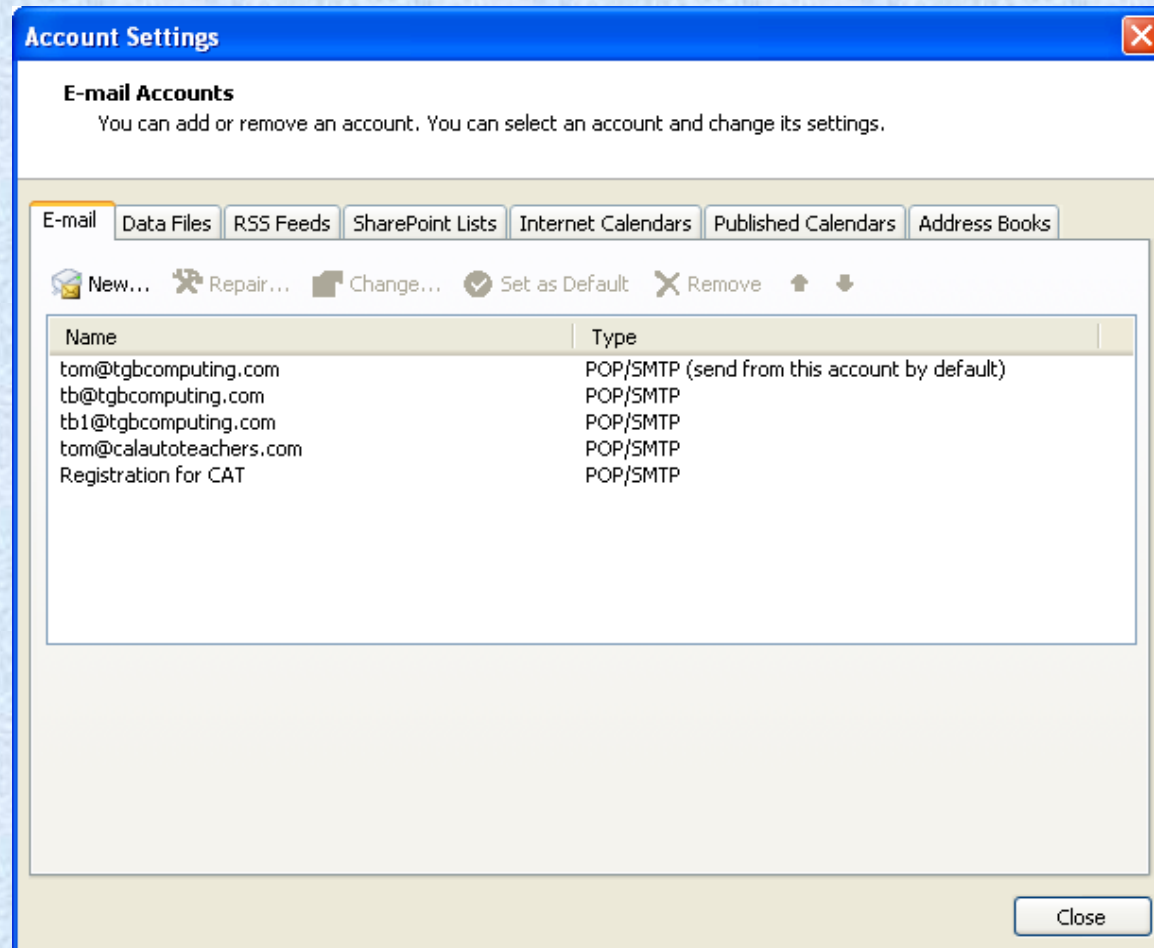 Account Settings
E-mail Accounts
You can add or remove an account. You can select an account and change its settings.
E-mail Data Files RSS Feeds SharePoint Lists Internet Calendars Published Calendars Address Books
New... Repair... Change... Set as Default Remove
Name Type
tom@tgbcomputing.com POP/SMTP (send from this account by default)
tb@tgbcomputing.com POP/SMTP
tb1@tgbcomputing.com POP/SMTP
tom@calautoteachers.com POP/SMTP
Registration for CAT POP/SMTP
Close